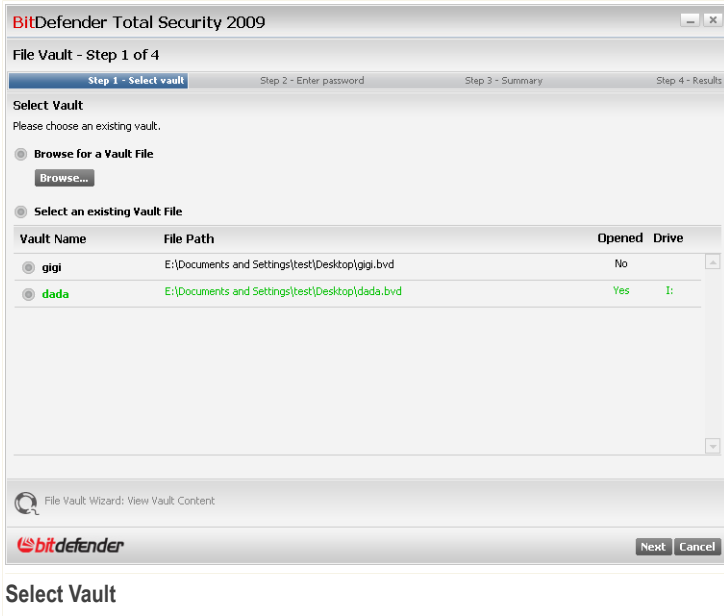 BitDefender Total Security 2009
File Vault - Step 1 of 4
Step 1 - Select vault Step 2 - Enter password Step 3 - Summary Step 4 - Results
Select Vault
Please choose an existing vault.
Browse for a Vault File
Browse...
Select an existing Vault File
Vault Name File Path Opened Drive
gigi E:\Documents and Settings\test\Desktop\gigi.bvd No
dada E:\Documents and Settings\test\Desktop\dada.bvd Yes I:
File Vault Wizard: View Vault Content
bitdefender Next Cancel
Select Vault